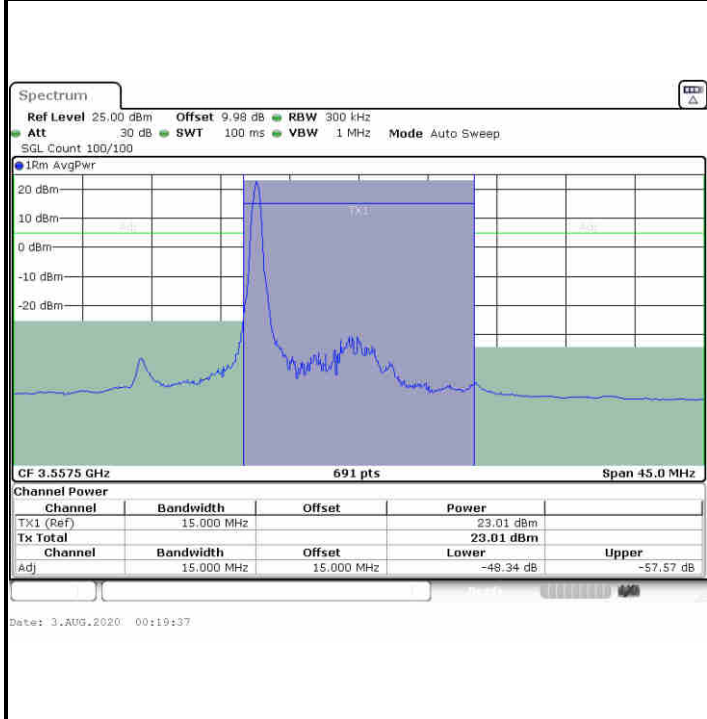 Spectrum
Ref Level 25.00 dBm Offset 9.98 dB RBW 300 kHz
Att 30 dB SWT 100 ms VBW 1 MHz Mode Auto Sweep
SGL Count 100/100
1Rm AvgPwr
20 dBm
TX1
10 dBm
Adj Adj
0 dBm
-10 dBm
-20 dBm
CF 3.5575 GHz 691 pts Span 45.0 MHz
Channel Power
Channel Bandwidth Offset Power
TX1 (Ref) 15.000 MHz 23.01 dBm
Tx Total 23.01 dBm
Channel Bandwidth Offset Lower Upper
Adj 15.000 MHz 15.000 MHz -48.34 dB -57.57 dB
Date: 3.AUG.2020 00:19:37